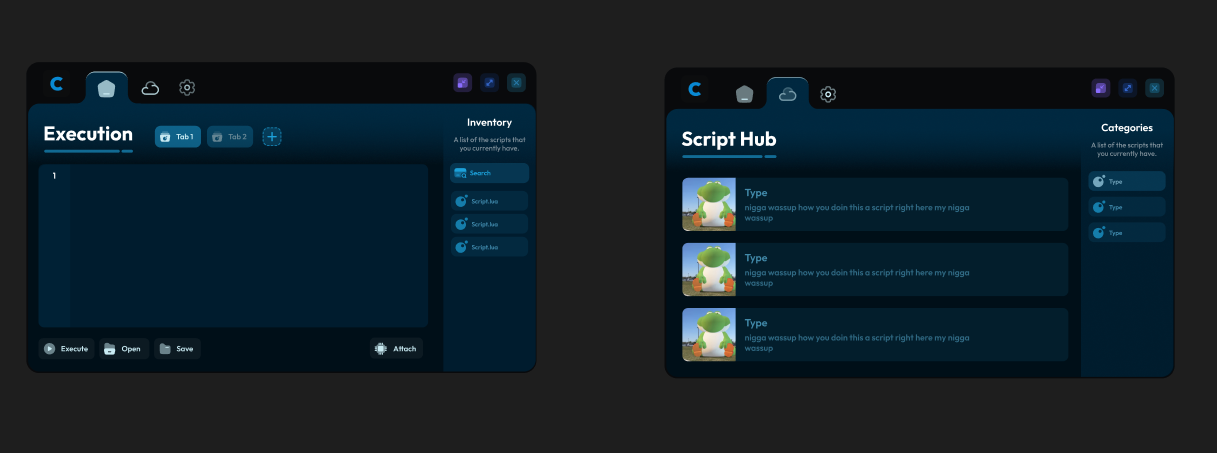 C
Execution
Tab 1
Tab 2
+
1
Execute
Open
Save
Attach
Inventory
A list of the scripts that
you currently have.
Search
Script.lua
Script.lua
Script.lua
C
Script Hub
Type
nigga wassup how you doin this a script right here my nigga
wassup
Type
nigga wassup how you doin this a script right here my nigga
wassup
Type
nigga wassup how you doin this a script right here my nigga
wassup
Categories
A list of the scripts that
you currently have.
Type
Type
Type